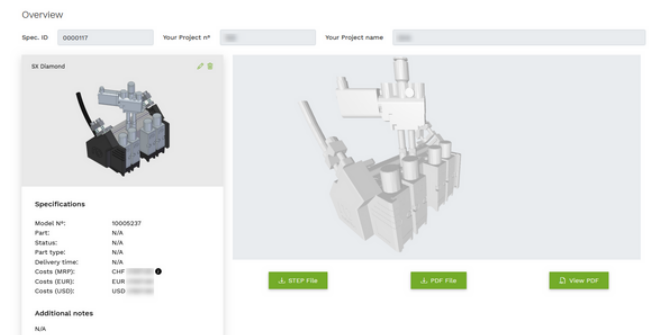 Overview
Spec. ID 0000117 Your Project nº Your Project name
SX Diamond
Specifications
Model Nº: 10005237
Part: N/A
Status: N/A
Part type: N/A
Delivery time: N/A
Costs (MRP): CHF
Costs (EUR): EUR
Costs (USD): USD
Additional notes
N/A
STEP File
PDF File
View PDF